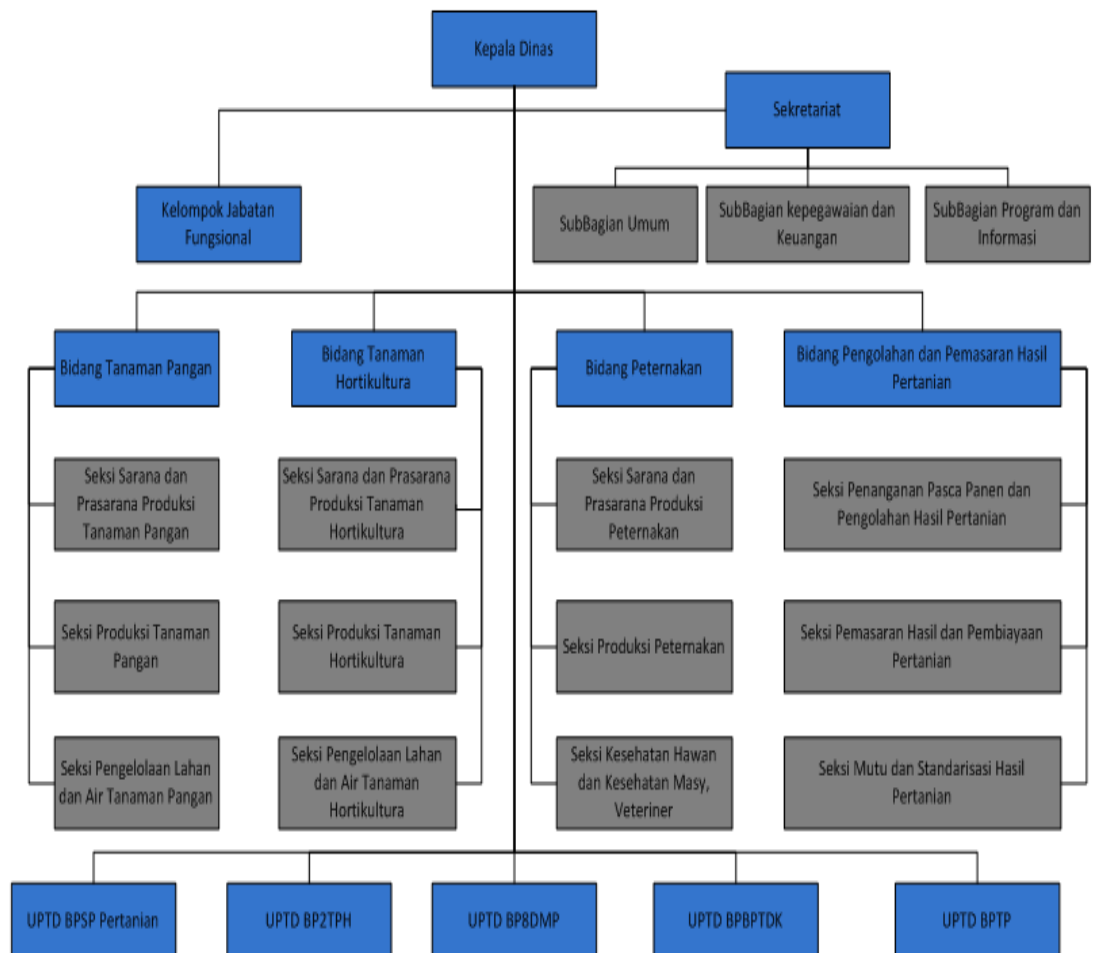 Kepala Dinas
Sekretariat
Kelompok Jabatan
Fungsional
SubBagian Umum
SubBagian kepegawaian dan
Keuangan
SubBagian Program dan
Informasi
Bidang Tanaman Pangan
Bidang Tanaman
Hortikultura
Bidang Peternakan
Bidang Pengolahan dan Pemasaran Hasil
Pertanian
Seksi Sarana dan
Prasarana Produksi
Tanaman Pangan
Seksi Sarana dan Prasarana
Produksi Tanaman
Hortikultura
Seksi Sarana dan
Prasarana Produksi
Peternakan
Seksi Penanganan Pasca Panen dan
Pengolahan Hasil Pertanian
Seksi Produksi Tanaman
Pangan
Seksi Produksi Tanaman
Hortikultura
Seksi Produksi Peternakan
Seksi Pemasaran Hasil dan Pembiayaan
Pertanian
Seksi Pengelolaan Lahan
dan Air Tanaman Pangan
Seksi Pengelolaan Lahan
dan Air Tanaman
Hortikultura
Seksi Kesehatan Hawan
dan Kesehatan Masy,
Veteriner
Seksi Mutu dan Standarisasi Hasil
Pertanian
UPTD BPSP Pertanian
UPTD BP2TPH
UPTD BP8DMP
UPTD BPBPTDK
UPTD BPTP